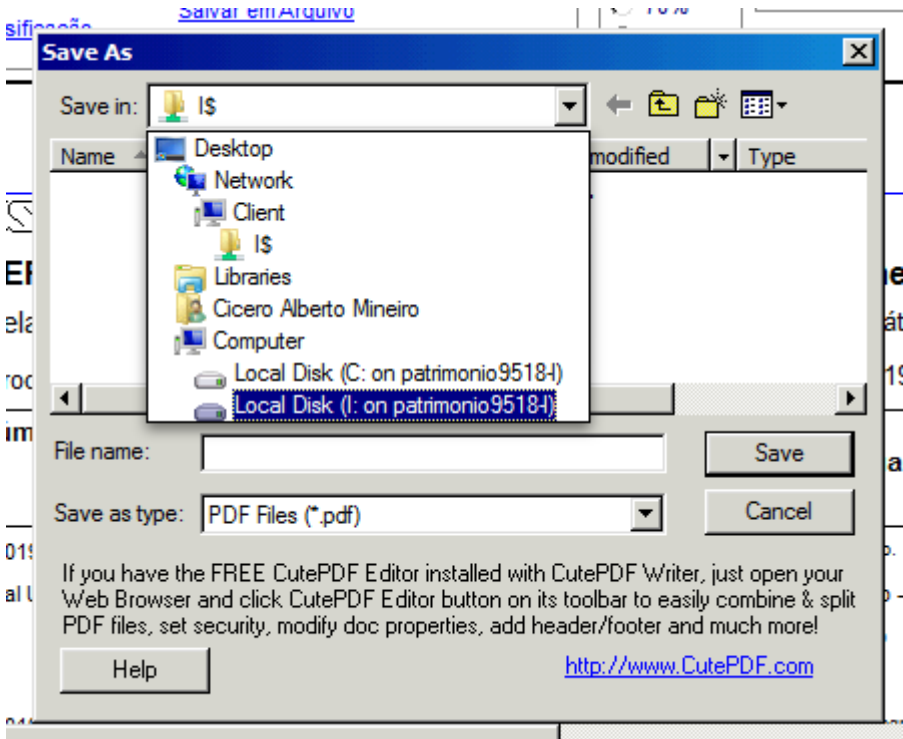 Salvar em Arquivo
70%
sificação
Save As
Save in: I$
Name modified Type
Desktop
Network
Client
I$
Libraries
Cicero Alberto Mineiro
Computer
Local Disk (C: on patrimonio9518-I)
Local Disk (I: on patrimonio9518-I)
File name:
Save
Save as type: PDF Files (*.pdf)
Cancel
If you have the FREE CutePDF Editor installed with CutePDF Writer, just open your
Web Browser and click CutePDF Editor button on its toolbar to easily combine & split
PDF files, set security, modify doc properties, add header/footer and much more!
Help
http://www.CutePDF.com